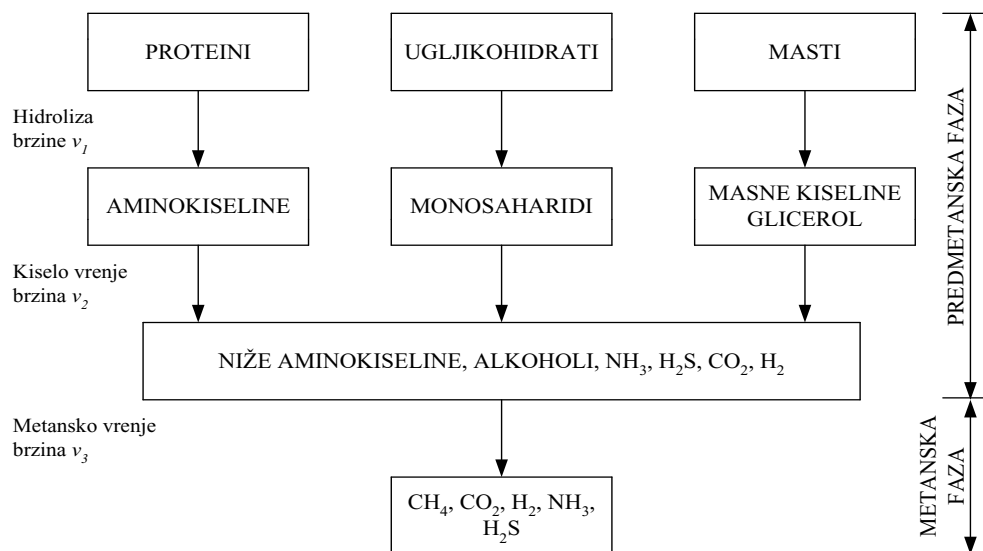 PROTEINI
UGLJIKOHIDRATI
MASTI
Hidroliza
brzine v₁
AMINOKISELINE
MONOSAHARIDI
MASNE KISELINE
GLICEROL
Kiselo vrenje
brzina v₂
NIŽE AMINOKISELINE, ALKOHOLI, NH₃, H₂S, CO₂, H₂
Metansko vrenje
brzina v₃
CH₄, CO₂, H₂, NH₃,
H₂S
PREDMETANSKA FAZA
METANSKA
FAZA